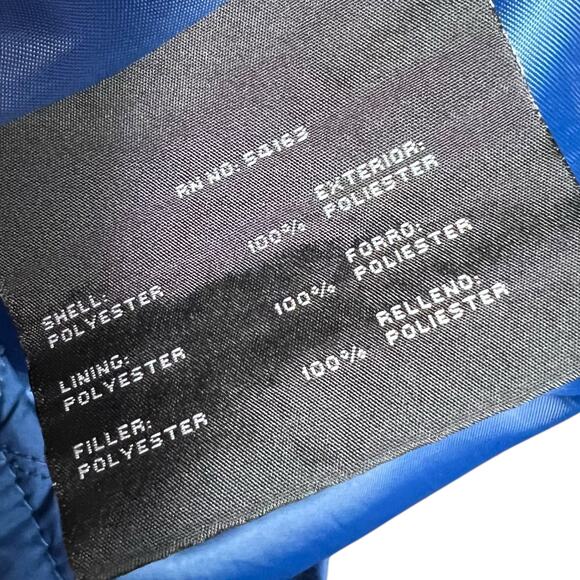 RN NO: 54163
SHELL: EXTERIOR:
POLYESTER 100% POLIESTER
LINING: FORRO:
POLYESTER 100% POLIESTER
FILLER: RELLENO:
POLYESTER 100% POLIESTER